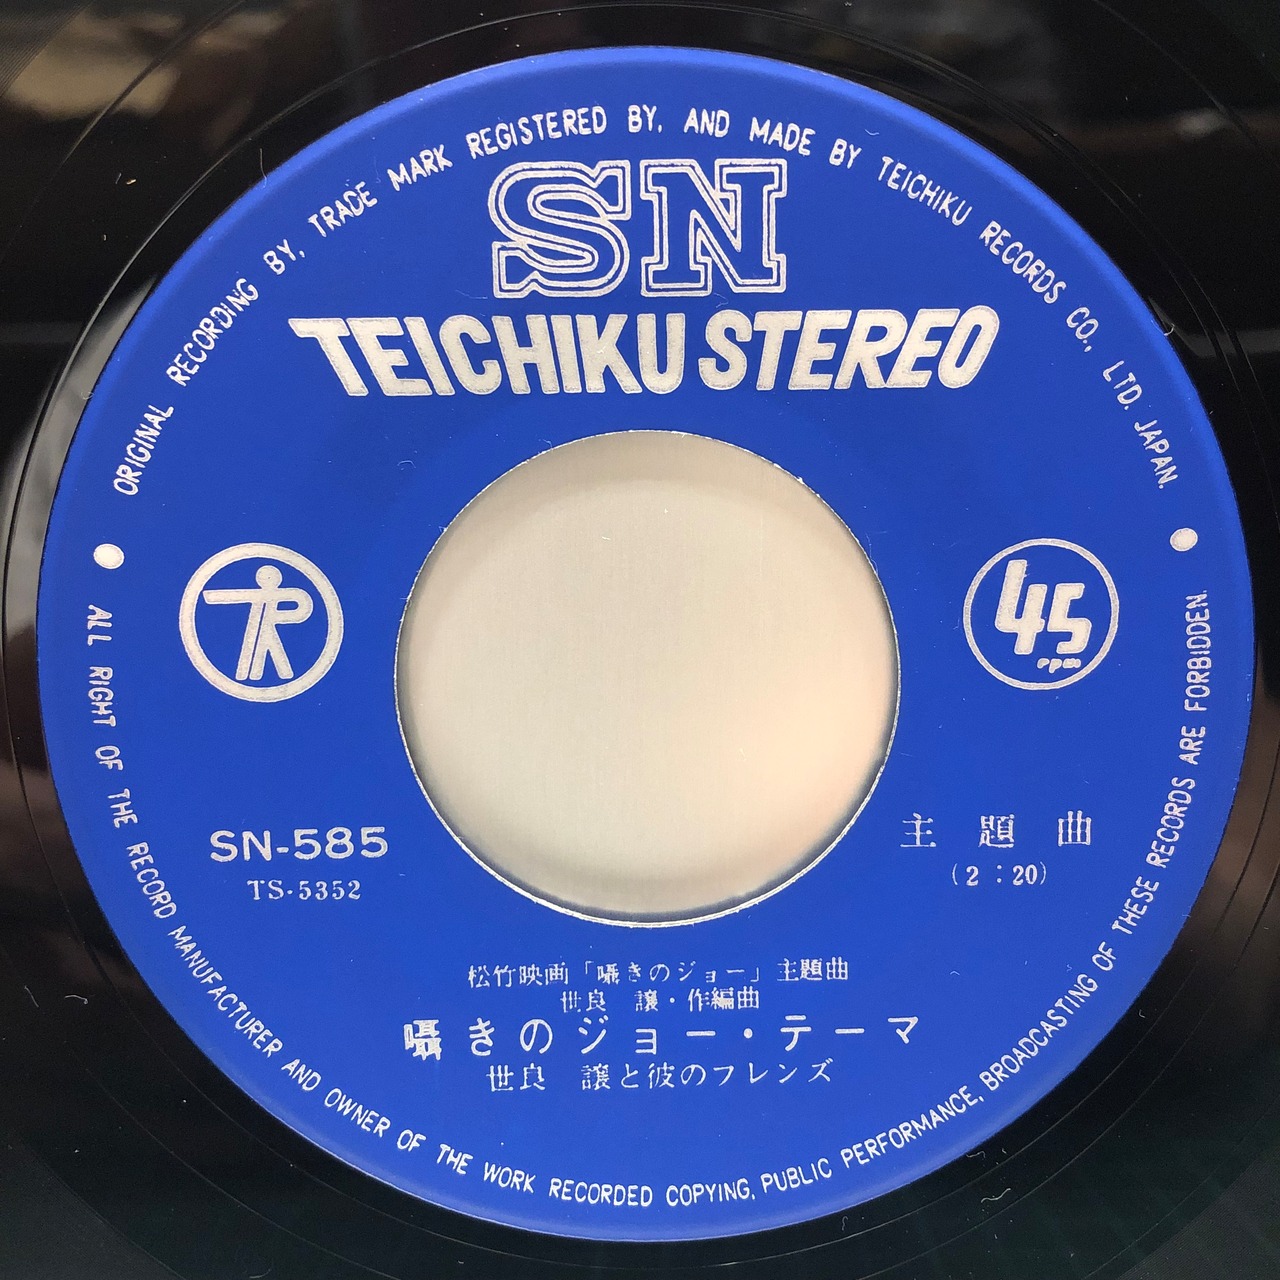 ORIGINAL RECORDING BY, TRADE MARK REGISTERED BY, AND MADE BY TEICHIKU RECORDS CO., LTD. JAPAN.
SN
TEICHIKU STEREO
45
rpm
SN-585
TS-5352
主題曲
(2:20)
松竹映画「囁きのジョー」主題曲
世良 譲・作編曲
囁きのジョー・テーマ
世良 譲と彼のフレンズ
ALL RIGHT OF THE RECORD MANUFACTURER AND OWNER OF THE WORK RECORDED COPYING, PUBLIC PERFORMANCE, BROADCASTING OF THESE RECORDS ARE FORBIDDEN.